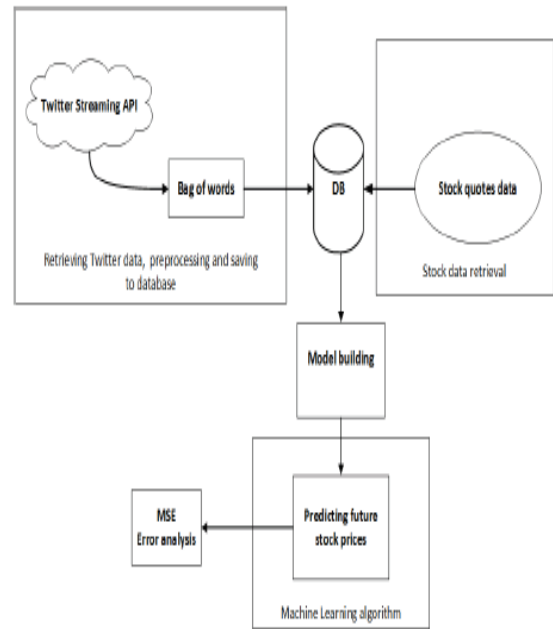 Twitter Streaming API
Bag of words
Retrieving Twitter data, preprocessing and saving
to database
DB
Stock quotes data
Stock data retrieval
Model building
MSE
Error analysis
Predicting future
stock prices
Machine Learning algorithm